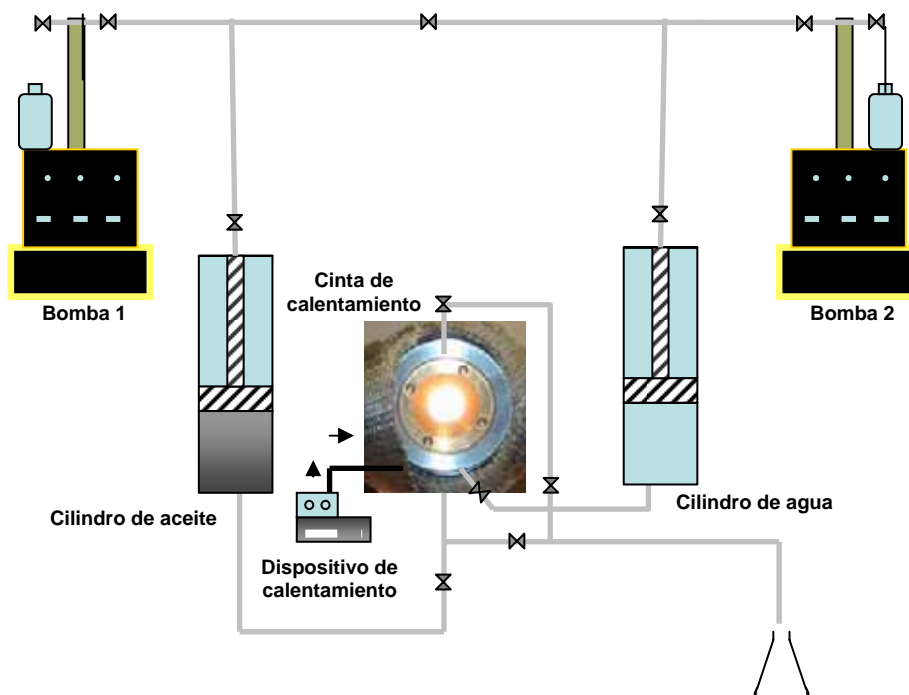 Cinta de
calentamiento
Bomba 1
Bomba 2
Cilindro de aceite
Cilindro de agua
Dispositivo de
calentamiento